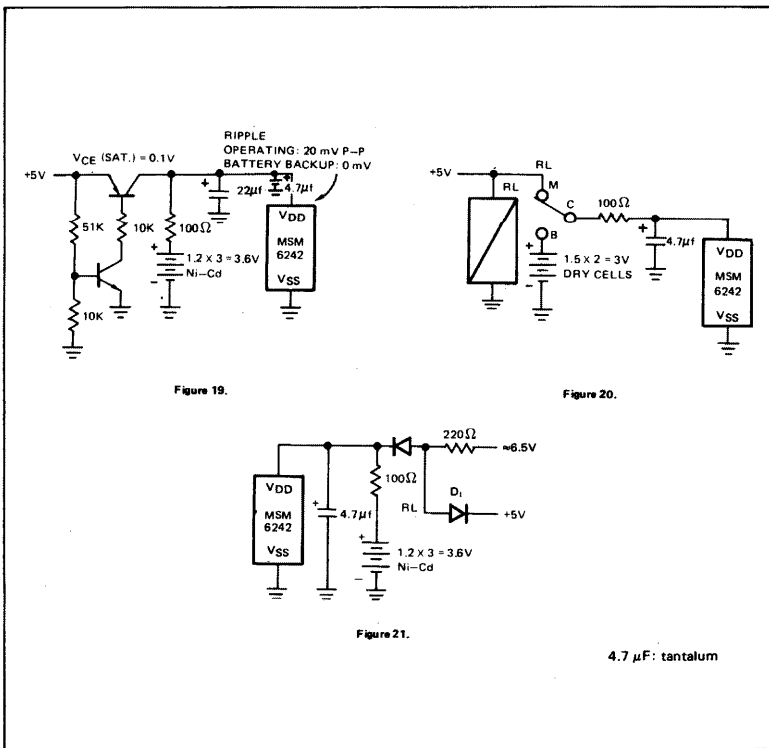 RIPPLE
OPERATING: 20 mV P-P
BATTERY BACKUP: 0 mV
VCE (SAT.) = 0.1V
+5V
51K
10K
100Ω
+
22μf
+
4.7μf
VDD
MSM
6242
VSS
+
1.2 x 3 = 3.6V
Ni-Cd
-
10K
Figure 19.
+5V
RL
RL
M
C
100Ω
B
+
4.7μf
+
1.5 x 2 = 3V
DRY CELLS
-
VDD
MSM
6242
VSS
Figure 20.
220Ω
≈6.5V
100Ω
D1
RL
+5V
VDD
MSM
6242
VSS
+
4.7μf
+
1.2 x 3 = 3.6V
Ni-Cd
-
Figure 21.
4.7 μF: tantalum